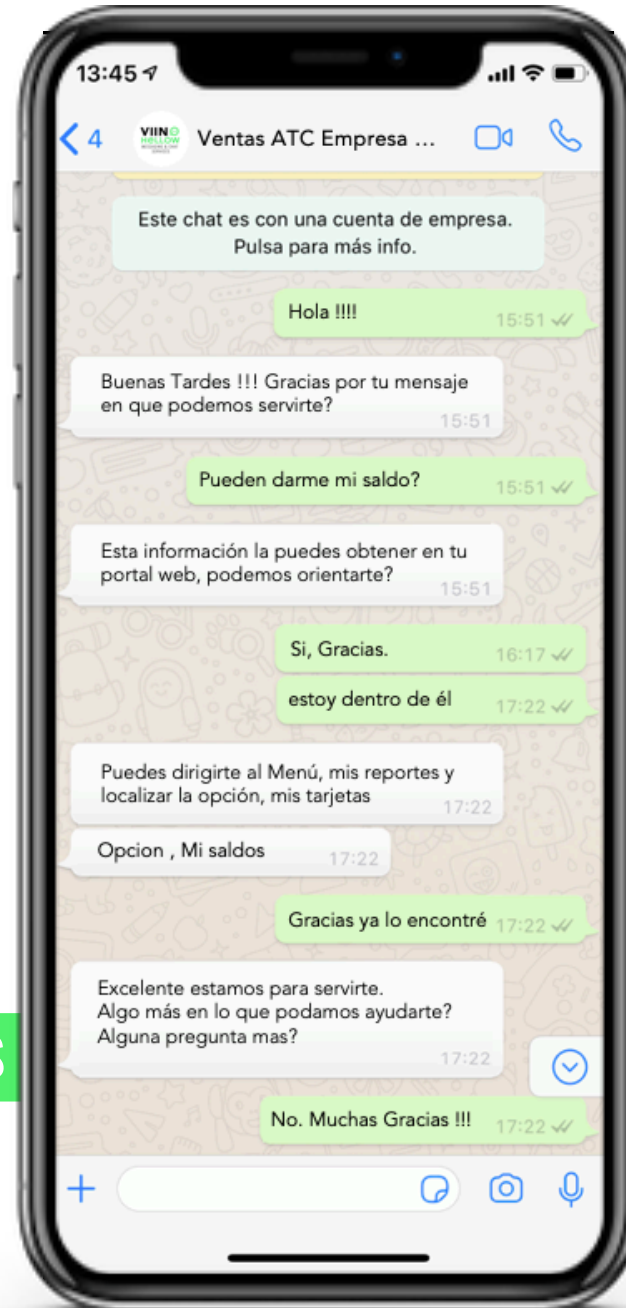 13:45
4
VIINO
HELLOW
Ventas ATC Empresa ...
Este chat es con una cuenta de empresa.
Pulsa para más info.
Hola !!!!
15:51
Buenas Tardes !!! Gracias por tu mensaje
en que podemos servirte?
15:51
Pueden darme mi saldo?
15:51
Esta información la puedes obtener en tu
portal web, podemos orientarte?
15:51
Si, Gracias.
16:17
estoy dentro de él
17:22
Puedes dirigirte al Menú, mis reportes y
localizar la opción, mis tarjetas
17:22
Opcion , Mi saldos
17:22
Gracias ya lo encontré
17:22
Excelente estamos para servirte.
Algo más en lo que podamos ayudarte?
Alguna pregunta mas?
17:22
S
No. Muchas Gracias !!!
17:22